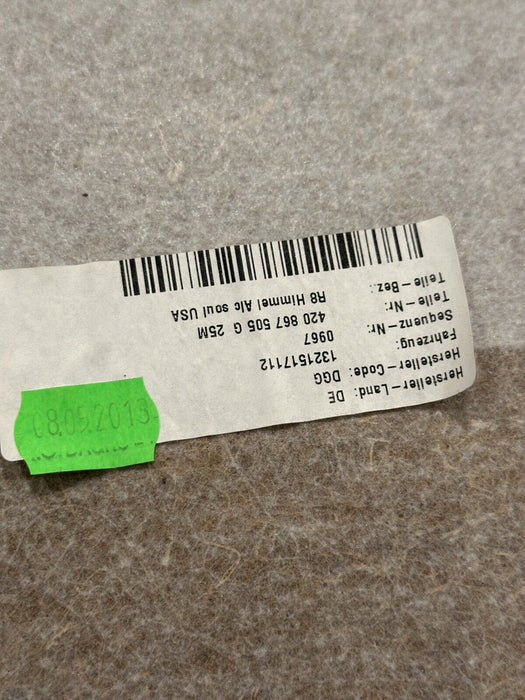 Hersteller-Land: DE
Hersteller-Code: DGG
Fahrzeug: 1321517112
Sequenz-Nr: 0967
Teile-Nr: 420 867 505 G 25M
Teile-Bez.: R8 Himmel Alc soul USA
08.05.2013